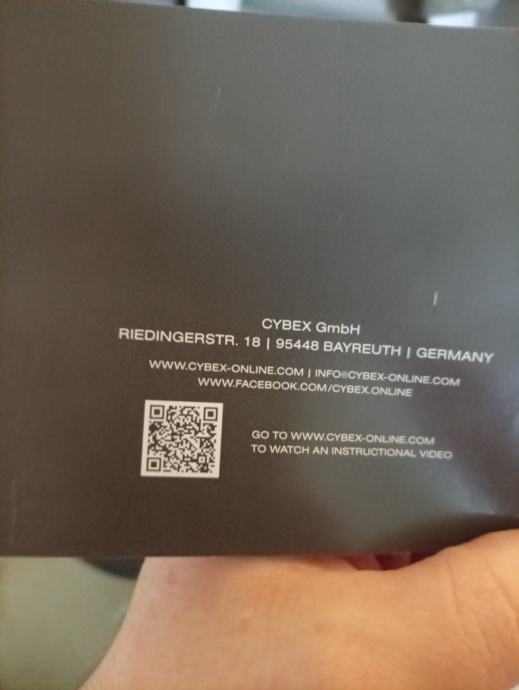 CYBEX GmbH
RIEDINGERSTR. 18 | 95448 BAYREUTH | GERMANY
WWW.CYBEX-ONLINE.COM | INFO@CYBEX-ONLINE.COM
WWW.FACEBOOK.COM/CYBEX.ONLINE
GO TO WWW.CYBEX-ONLINE.COM
TO WATCH AN INSTRUCTIONAL VIDEO